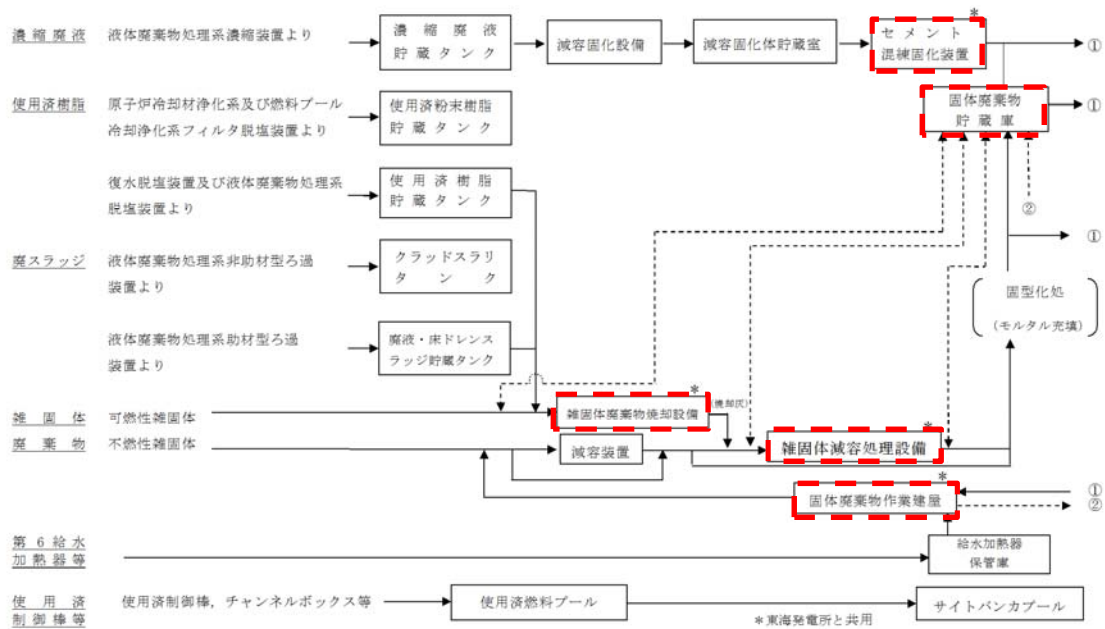 濃縮廃液 液体廃棄物処理系濃縮装置より
濃縮廃液
貯蔵タンク
減容固化設備
減容固化体貯蔵室
*
セメント
混練固化装置
①
使用済樹脂 原子炉冷却材浄化系及び燃料プール
冷却浄化系フィルタ脱塩装置より
使用済粉末樹脂
貯蔵タンク
固体廃棄物
貯蔵庫
①
復水脱塩装置及び液体廃棄物処理系
脱塩装置より
使用済樹脂
貯蔵タンク
②
①
廃スラッジ 液体廃棄物処理系非助材型ろ過
装置より
クラッドスラリ
タンク
固型化処
(モルタル充填)
液体廃棄物処理系助材型ろ過
装置より
廃液・床ドレンス
ラッジ貯蔵タンク
雑固体 可燃性雑固体
*
雑固体廃棄物焼却設備
(焼却灰)
廃棄物 不燃性雑固体
減容装置
*
雑固体減容処理設備
*
固体廃棄物作業建屋
①
②
第6給水
加熱器等
給水加熱器
保管庫
使用済
制御棒等
使用済制御棒，チャンネルボックス等
使用済燃料プール
サイトバンカプール
*東海発電所と共用